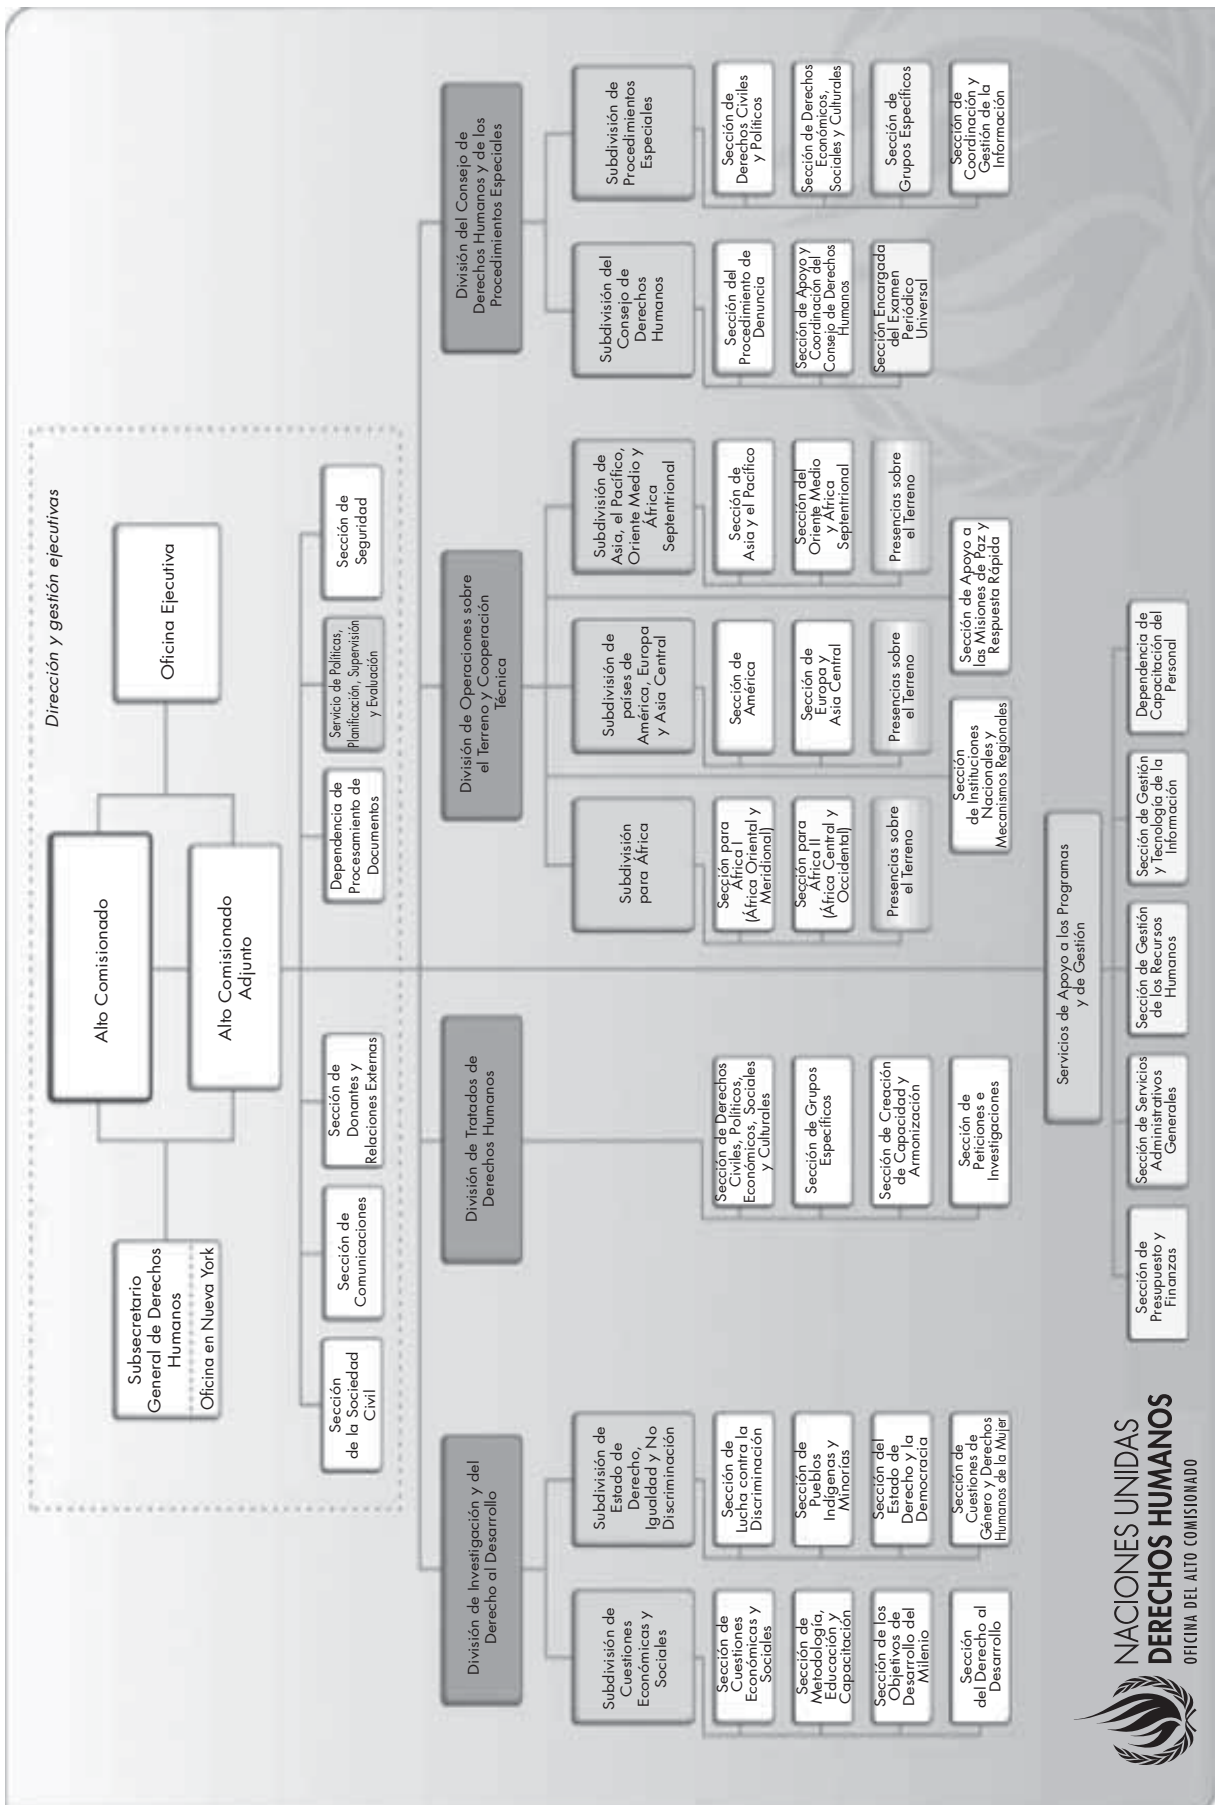 Dirección y gestión ejecutivas
Alto Comisionado
Subsecretario
General de Derechos
Humanos
Oficina en Nueva York
Oficina Ejecutiva
Alto Comisionado
Adjunto
Sección
de la Sociedad
Civil
Sección de
Comunicaciones
Sección de
Donantes y
Relaciones Externas
Dependencia de
Procesamiento de
Documentos
Servicio de Políticas,
Planificación, Supervisión
y Evaluación
Sección de
Seguridad
División de Investigación y del
Derecho al Desarrollo
Subdivisión de
Cuestiones
Económicas y
Sociales
Sección de
Cuestiones
Económicas y
Sociales
Sección de
Metodología,
Educación y
Capacitación
Sección de los
Objetivos de
Desarrollo del
Milenio
Sección
del Derecho al
Desarrollo
Subdivisión de
Estado de
Derecho,
Igualdad y No
Discriminación
Sección de
Lucha contra la
Discriminación
Sección de
Pueblos
Indígenas y
Minorías
Sección del
Estado de
Derecho y la
Democracia
Sección de
Cuestiones de
Género y Derechos
Humanos de la Mujer
División de Tratados de
Derechos Humanos
Sección de Derechos
Civiles, Políticos,
Económicos, Sociales
y Culturales
Sección de Grupos
Específicos
Sección de Creación
de Capacidad y
Armonización
Sección de
Peticiones e
Investigaciones
División de Operaciones sobre
el Terreno y Cooperación
Técnica
Subdivisión
para África
Sección para
África I
(África Oriental y
Meridional)
Sección para
África II
(África Central y
Occidental)
Presencias sobre
el Terreno
Subdivisión de
países de
América, Europa
y Asia Central
Sección de
América
Sección de
Europa y
Asia Central
Presencias sobre
el Terreno
Subdivisión de
Asia, el Pacífico,
Oriente Medio y
África
Septentrional
Sección de
Asia y el Pacífico
Sección del
Oriente Medio
y África
Septentrional
Presencias sobre
el Terreno
Sección
de Instituciones
Nacionales y
Mecanismos Regionales
Sección de Apoyo a
las Misiones de Paz y
Respuesta Rápida
División del Consejo de
Derechos Humanos y de los
Procedimientos Especiales
Subdivisión del
Consejo de
Derechos
Humanos
Sección del
Procedimiento de
Denuncia
Sección de Apoyo y
Coordinación del
Consejo de Derechos
Humanos
Sección Encargada
del Examen
Periódico
Universal
Subdivisión de
Procedimientos
Especiales
Sección de
Derechos Civiles
y Políticos
Sección de Derechos
Económicos,
Sociales y Culturales
Sección de
Grupos Específicos
Sección de
Coordinación y
Gestión de la
Información
Servicios de Apoyo a los Programas
y de Gestión
Sección de
Presupuesto y
Finanzas
Sección de Servicios
Administrativos
Generales
Sección de Gestión
de los Recursos
Humanos
Sección de Gestión
y Tecnología de la
Información
Dependencia de
Capacitación del
Personal
NACIONES UNIDAS
DERECHOS HUMANOS
OFICINA DEL ALTO COMISIONADO